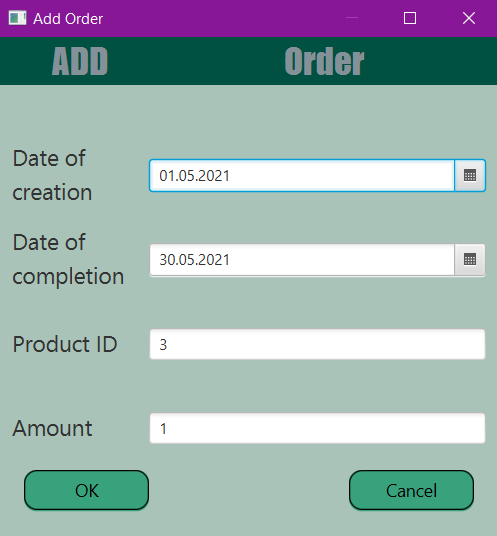 Add Order
ADD Order
Date of
creation
01.05.2021
Date of
completion
30.05.2021
Product ID
3
Amount
1
OK
Cancel